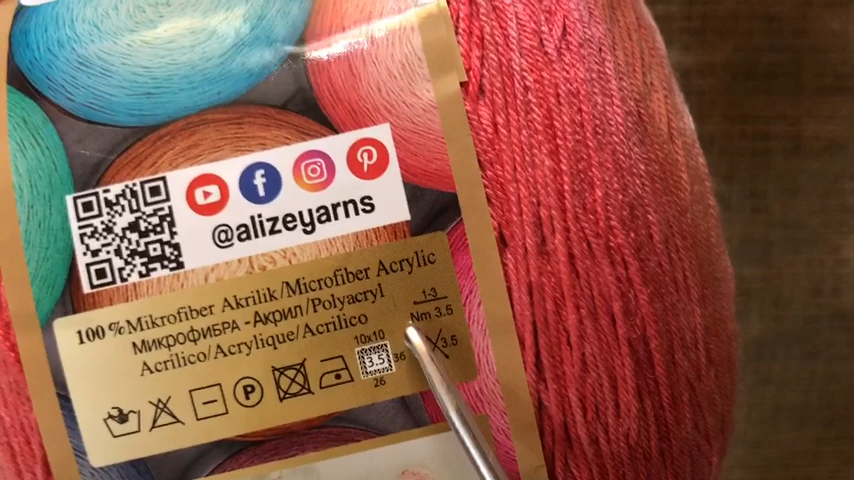 @alizeyarns
100 % Mikrofiber Akrilik/Microfiber Acrylic
МИКРОФИБРА -АКРИЛ/Polyacryl
Acrílico/Acrylique/Acrilico
1-3
Nm 3.5
3.5
10x10
3.5
36
26
P